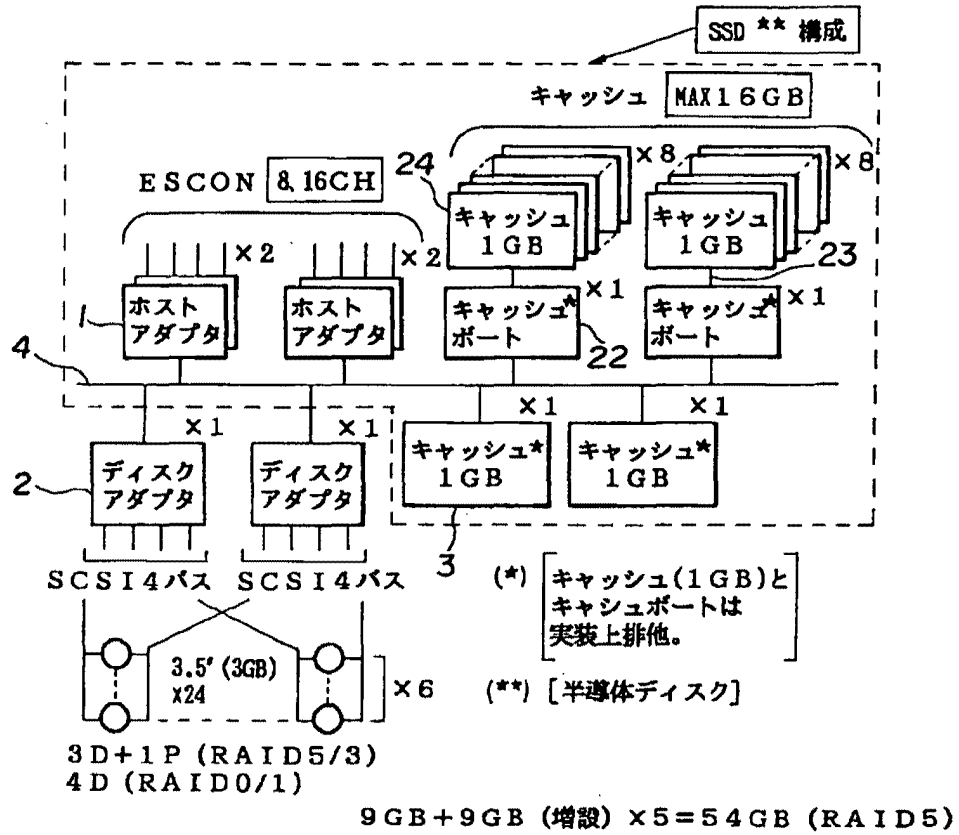 SSD ** 構成
キャッシュ MAX16GB
ESCON 8,16CH
24
×8
×8
キャッシュ
1GB
キャッシュ
1GB
23
×2
×2
×1
×1
1
ホスト
アダプタ
ホスト
アダプタ
キャッシュ*
ボート
22
キャッシュ*
ボート
4
×1
×1
×1
×1
2
ディスク
アダプタ
ディスク
アダプタ
キャッシュ*
1GB
キャッシュ*
1GB
3
SCSI4パス
SCSI4パス
(*) キャッシュ(1GB)と
キャシュボートは
実装上排他。
3.5' (3GB)
X24
×6
(**) [半導体ディスク]
3D+1P (RAID5/3)
4D (RAID0/1)
9GB+9GB (増設) ×5=54GB (RAID5)